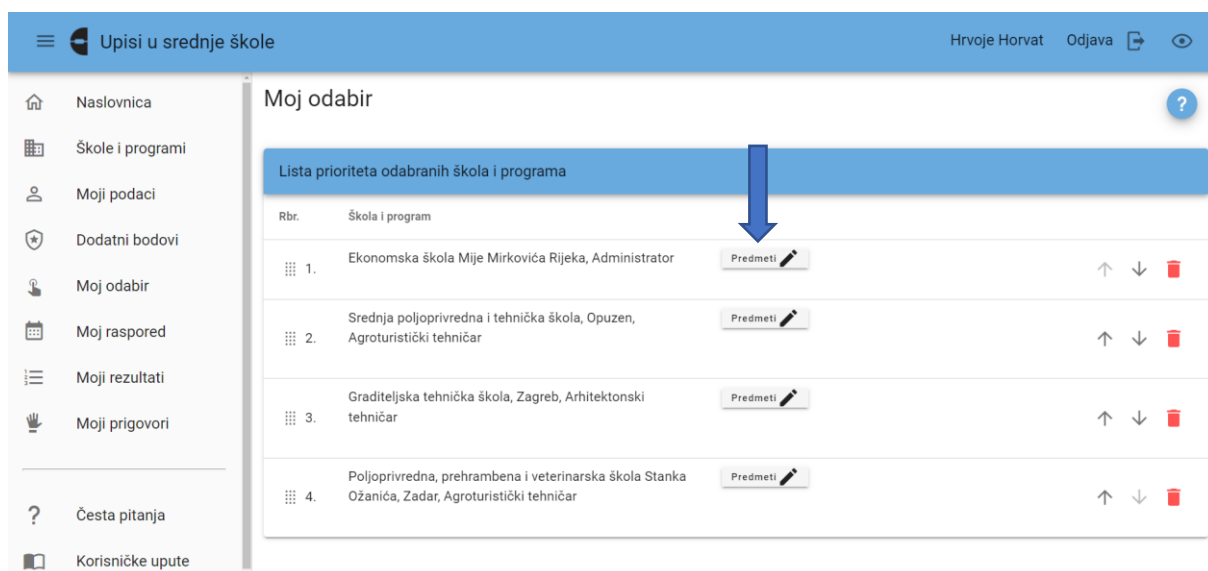 Upisi u srednje škole
Hrvoje Horvat
Odjava
Naslovnica
Škole i programi
Moji podaci
Dodatni bodovi
Moj odabir
Moj raspored
Moji rezultati
Moji prigovori
?
Česta pitanja
Korisničke upute
Moj odabir
?
Lista prioriteta odabranih škola i programa
Rbr. Škola i program
1. Ekonomska škola Mije Mirkovića Rijeka, Administrator Predmeti
2. Srednja poljoprivredna i tehnička škola, Opuzen, Predmeti
Agroturistički tehničar
3. Graditeljska tehnička škola, Zagreb, Arhitektonski Predmeti
tehničar
4. Poljoprivredna, prehrambena i veterinarska škola Stanka Predmeti
Ožanića, Zadar, Agroturistički tehničar